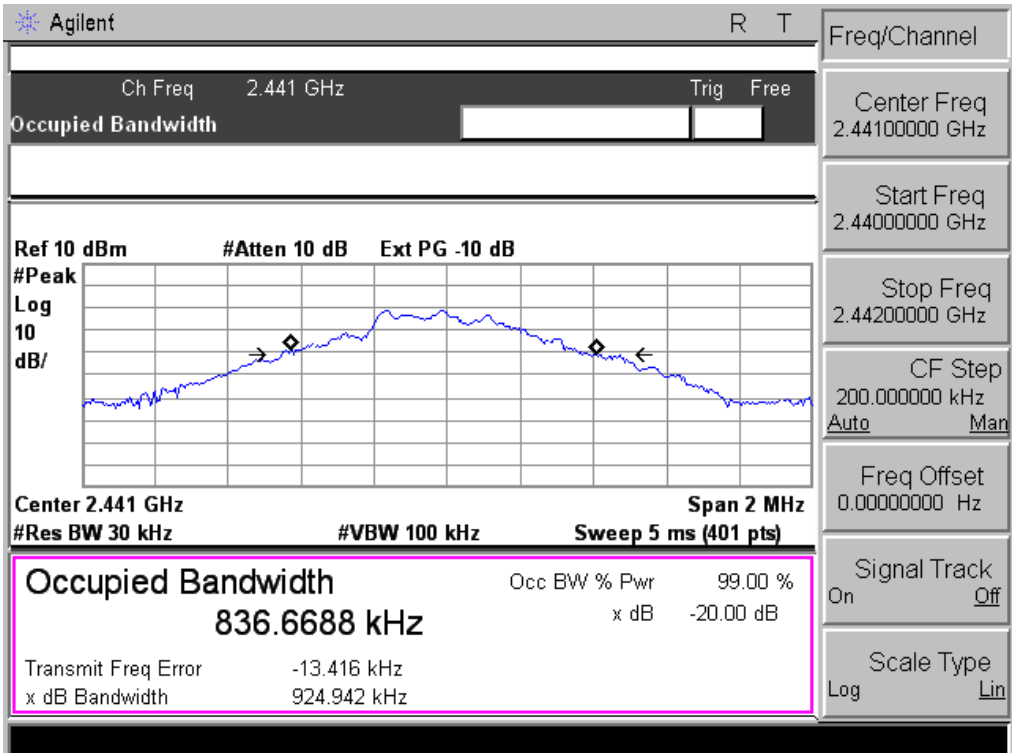 Agilent R T
Ch Freq 2.441 GHz Trig Free
Occupied Bandwidth
Ref 10 dBm #Atten 10 dB Ext PG -10 dB
#Peak
Log
10
dB/
Center 2.441 GHz Span 2 MHz
#Res BW 30 kHz #VBW 100 kHz Sweep 5 ms (401 pts)
Occupied Bandwidth
836.6688 kHz
Occ BW % Pwr 99.00 %
x dB -20.00 dB
Transmit Freq Error -13.416 kHz
x dB Bandwidth 924.942 kHz
Freq/Channel
Center Freq
2.44100000 GHz
Start Freq
2.44000000 GHz
Stop Freq
2.44200000 GHz
CF Step
200.000000 kHz
Auto Man
Freq Offset
0.00000000 Hz
Signal Track
On Off
Scale Type
Log Lin